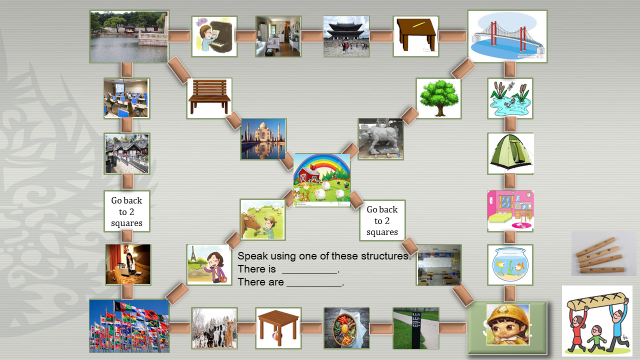 Go back
to 2
squares
Go back
to 2
squares
Speak using one of these structures.
There is __________.
There are __________.